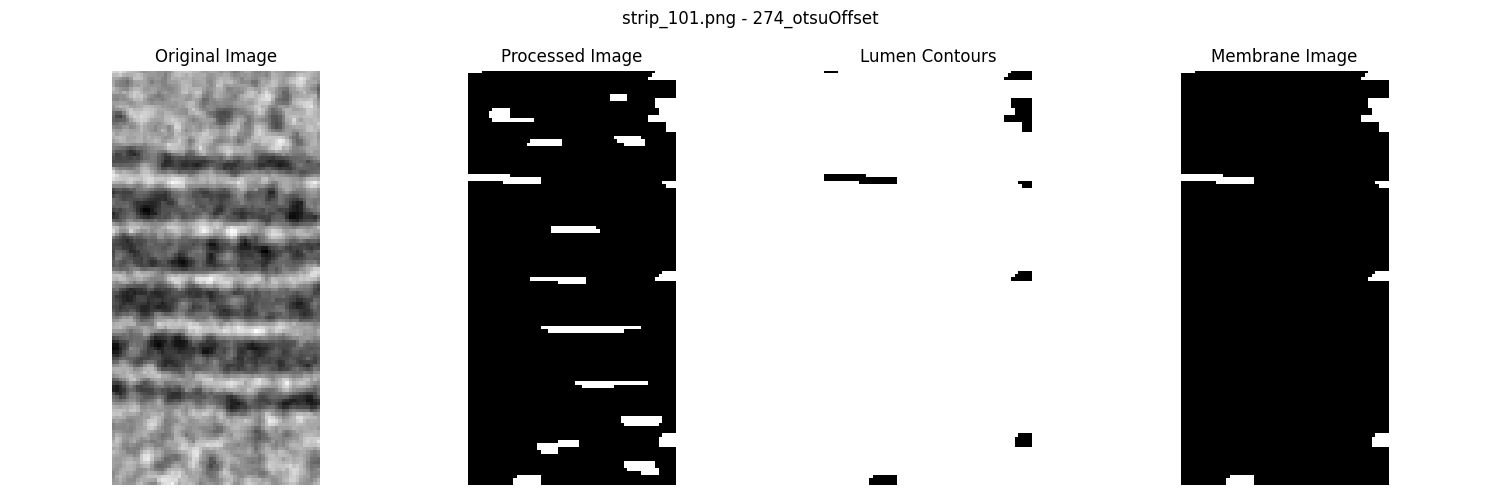 strip_101.png - 274_otsuOffset
Original Image
Processed Image
Lumen Contours
Membrane Image